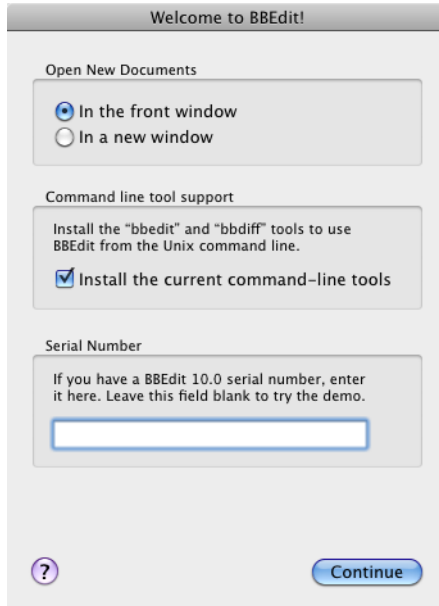 Welcome to BBEdit!
Open New Documents
In the front window
In a new window
Command line tool support
Install the “bbedit” and “bbdiff” tools to use
BBEdit from the Unix command line.
Install the current command-line tools
Serial Number
If you have a BBEdit 10.0 serial number, enter
it here. Leave this field blank to try the demo.
?
Continue